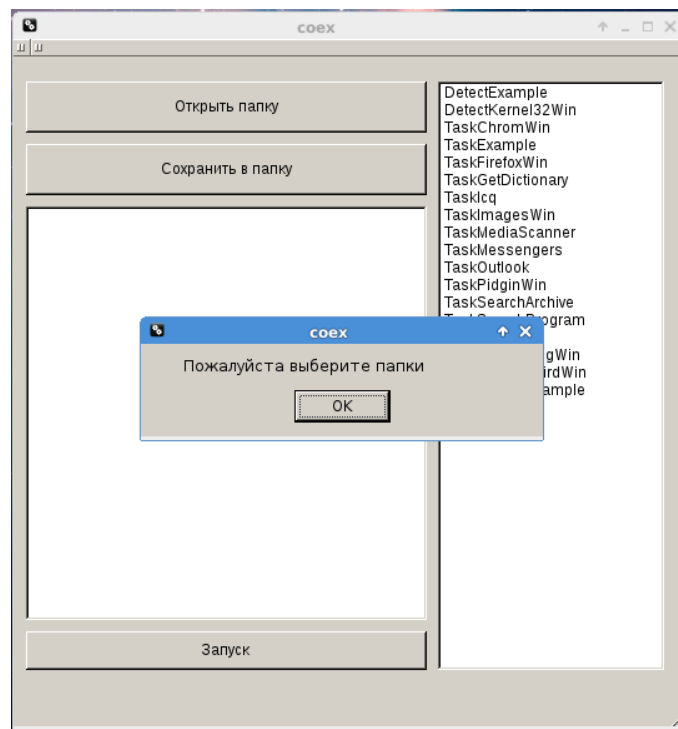 coex
Открыть папку
Сохранить в папку
DetectExample
DetectKernel32Win
TaskChromWin
TaskExample
TaskFirefoxWin
TaskGetDictionary
TaskIcq
TaskImagesWin
TaskMediaScanner
TaskMessengers
TaskOutlook
TaskPidginWin
TaskSearchArchive
coex
Пожалуйста выберите папки
OK
Запуск